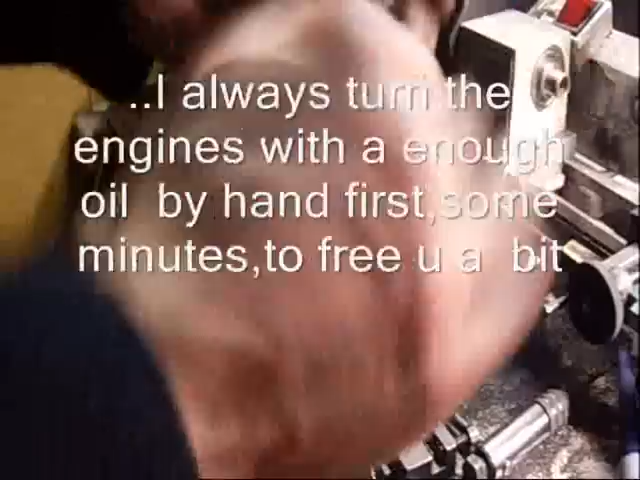 ..I always turn the
engines with a enough
oil by hand first,some
minutes,to free u a bit